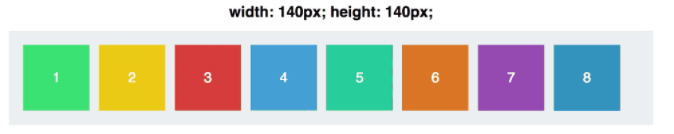 width: 140px; height: 140px;
1 2 3 4 5 6 7 8